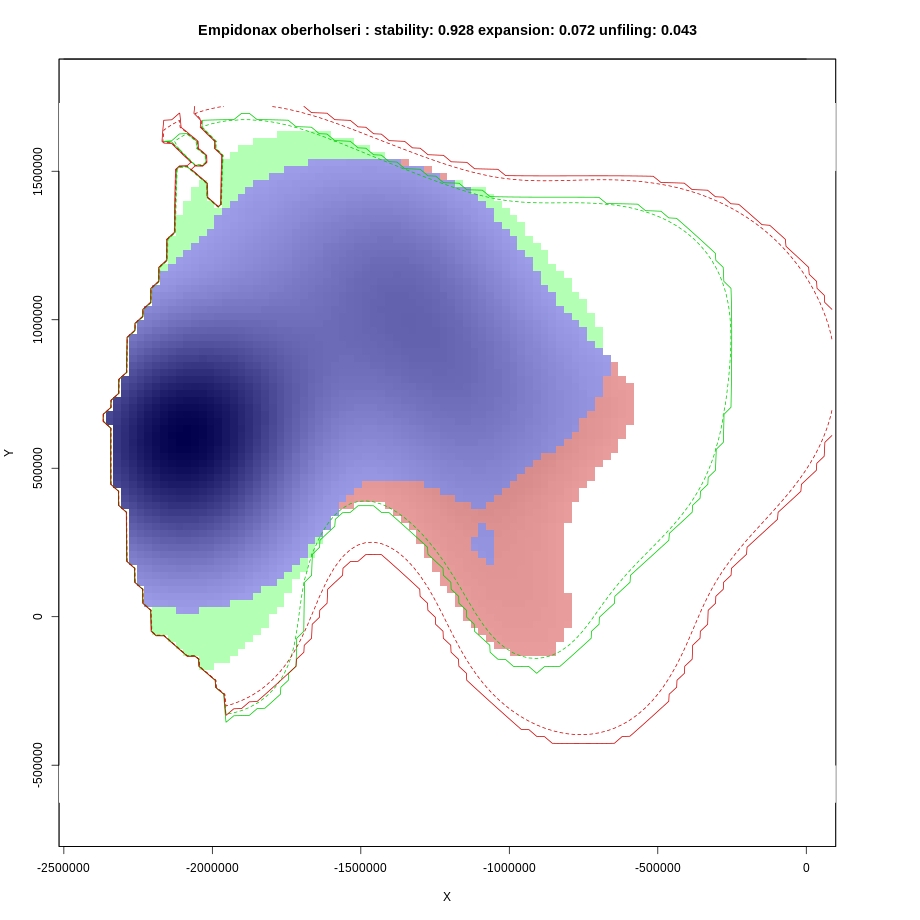 Empidonax oberholseri : stability: 0.928 expansion: 0.072 unfiling: 0.043
1500000
1000000
500000
0
-500000
Y
-2500000 -2000000 -1500000 -1000000 -500000 0
X